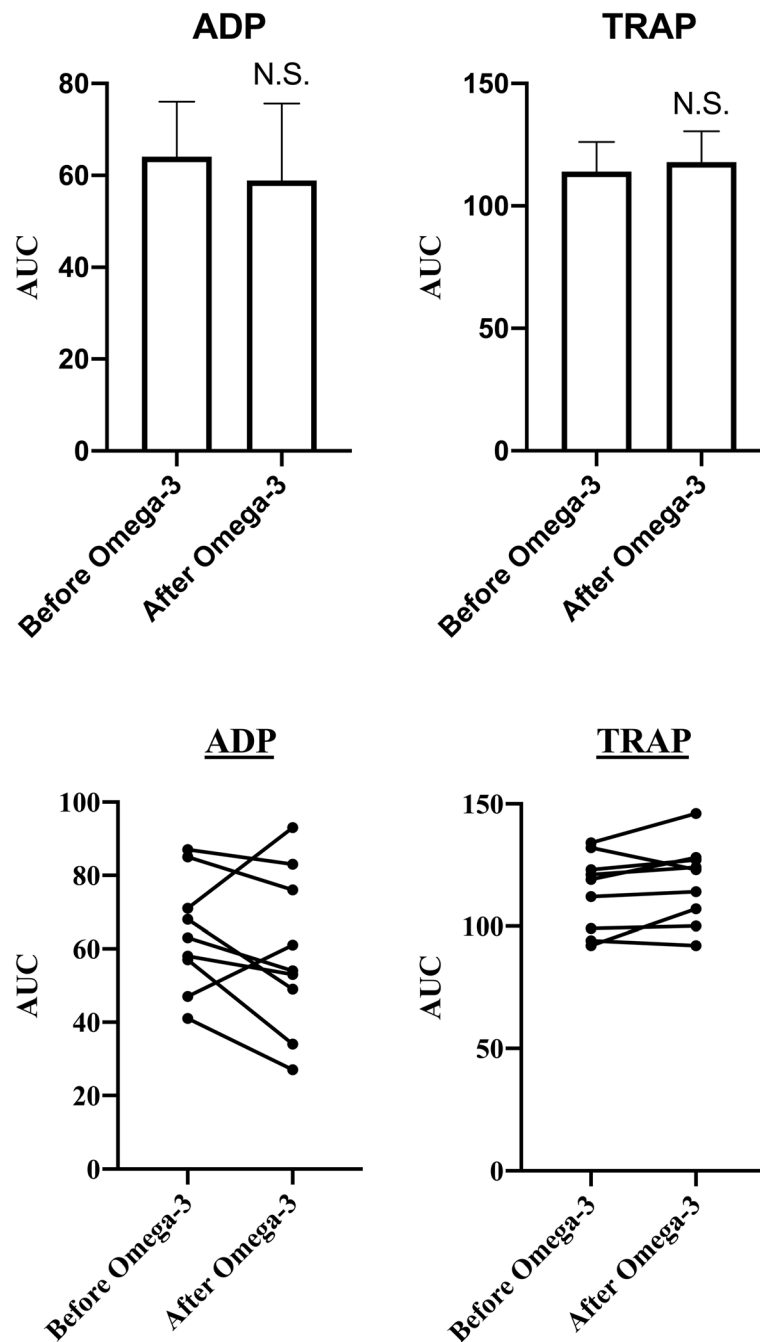 ADP
80
60
40
20
0
AUC
N.S.
Before Omega-3
After Omega-3
TRAP
150
100
50
0
AUC
N.S.
Before Omega-3
After Omega-3
ADP
100
80
60
40
20
0
AUC
Before Omega-3
After Omega-3
TRAP
150
100
50
0
AUC
Before Omega-3
After Omega-3